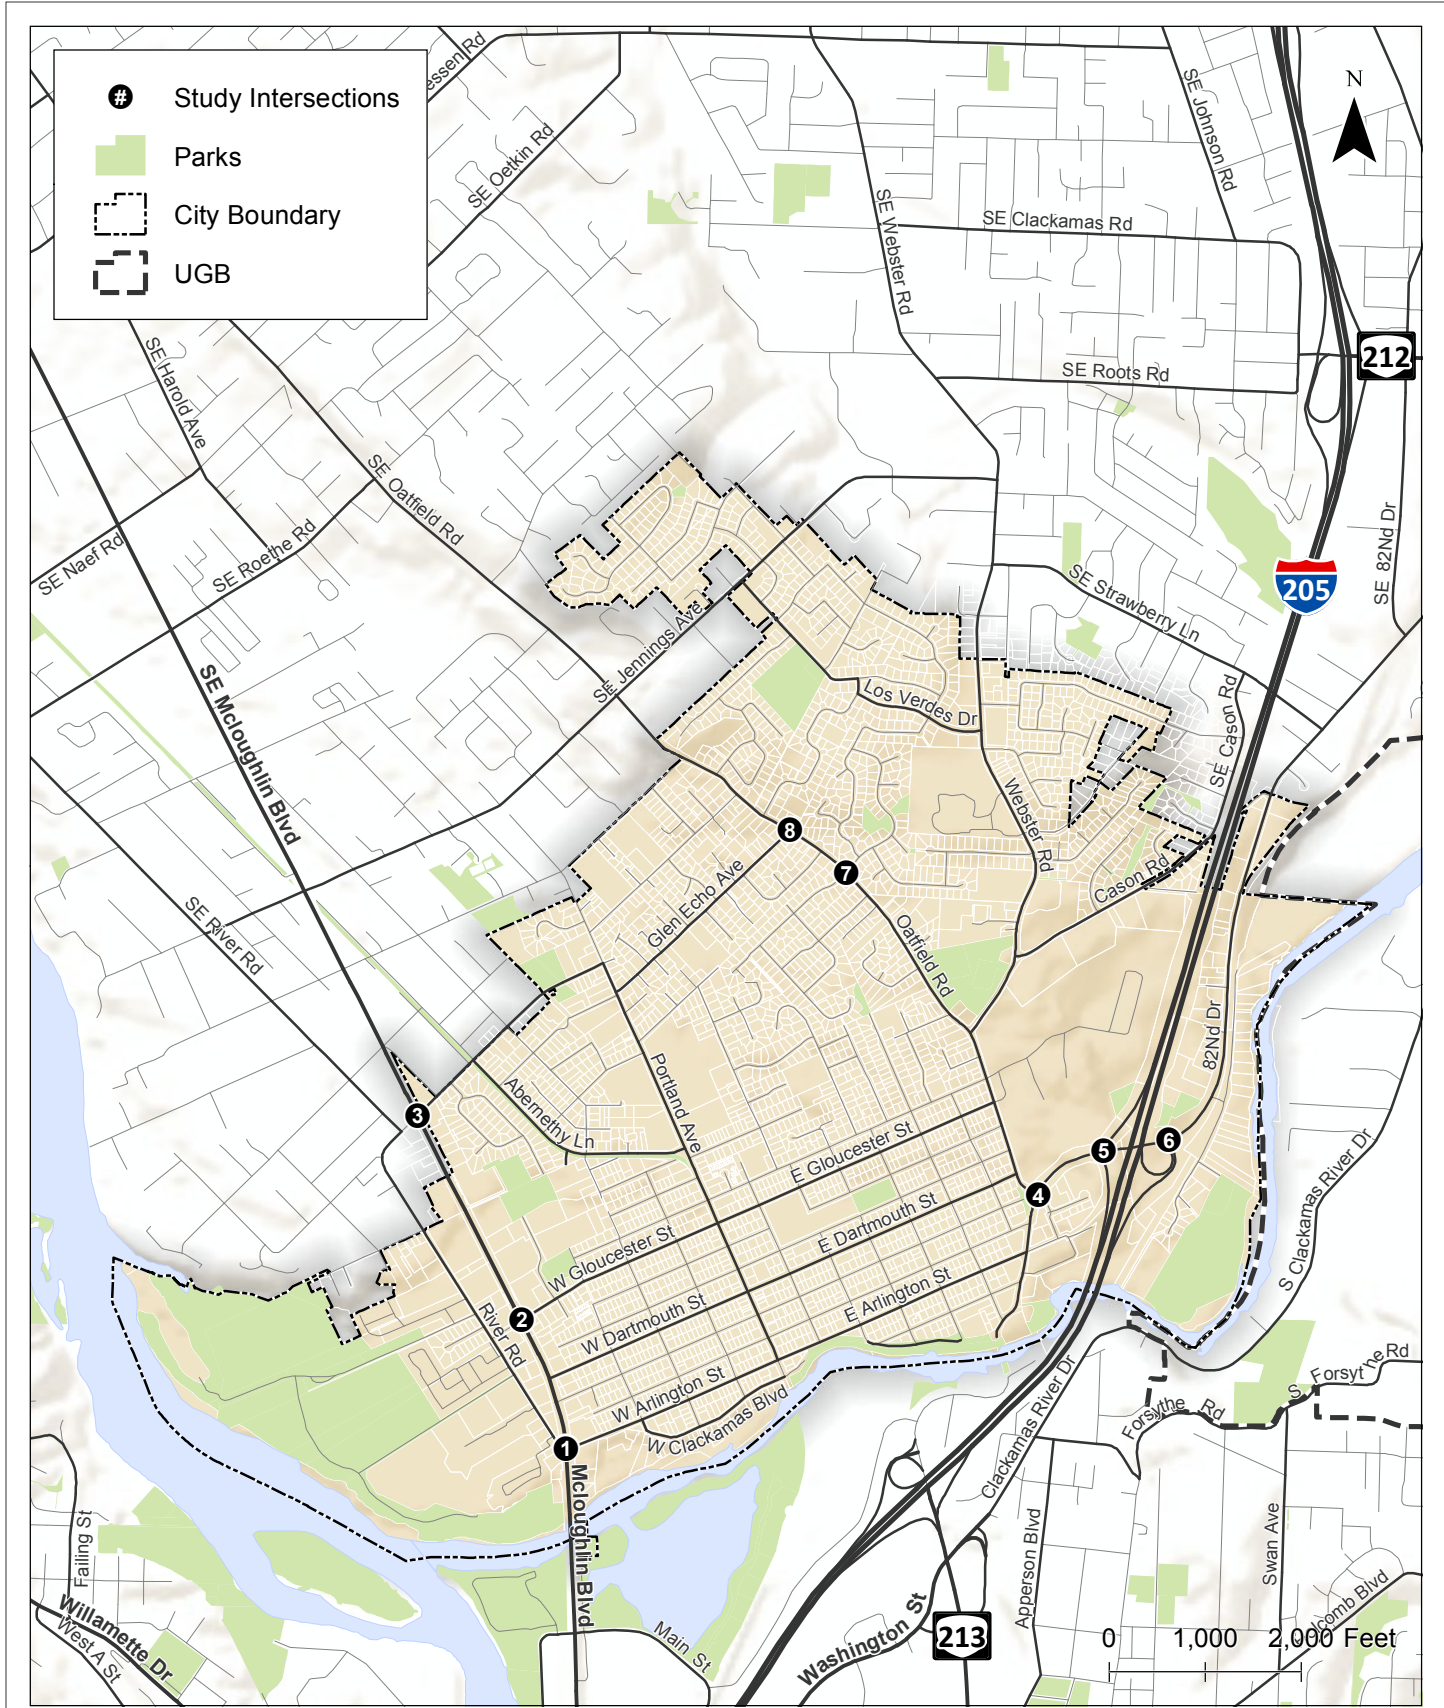 essen Rd
# Study Intersections
Parks
City Boundary
UGB
N
SE Oetkin Rd
SE Johnson Rd
SE Webster Rd
SE Clackamas Rd
SE Harold Ave
212
SE Roots Rd
SE Oatfield Rd
SE Naef Rd
SE Roethe Rd
SE 82Nd Dr
205
SE Strawberry Ln
SE Jennings Ave
SE Mcloughlin Blvd
Los Verdes Dr
SE Cason Rd
Webster Rd
8
7
Glen Echo Ave
Cason Rd
SE River Rd
Oatfield Rd
82Nd Dr
Portland Ave
Abernethy Ln
3
E Gloucester St
5
6
4
S Clackamas River Dr
E Dartmouth St
W Gloucester St
E Arlington St
2
River Rd
W Dartmouth St
W Arlington St
W Clackamas Blvd
1
Clackamas River Dr
Forsythe Rd
S Forsythe Rd
Mcloughlin Blvd
Failing St
Apperson Blvd
Swan Ave
Willamette Dr
West A St
Main St
Washington St
213
lcomb Blvd
0 1,000 2,000 Feet